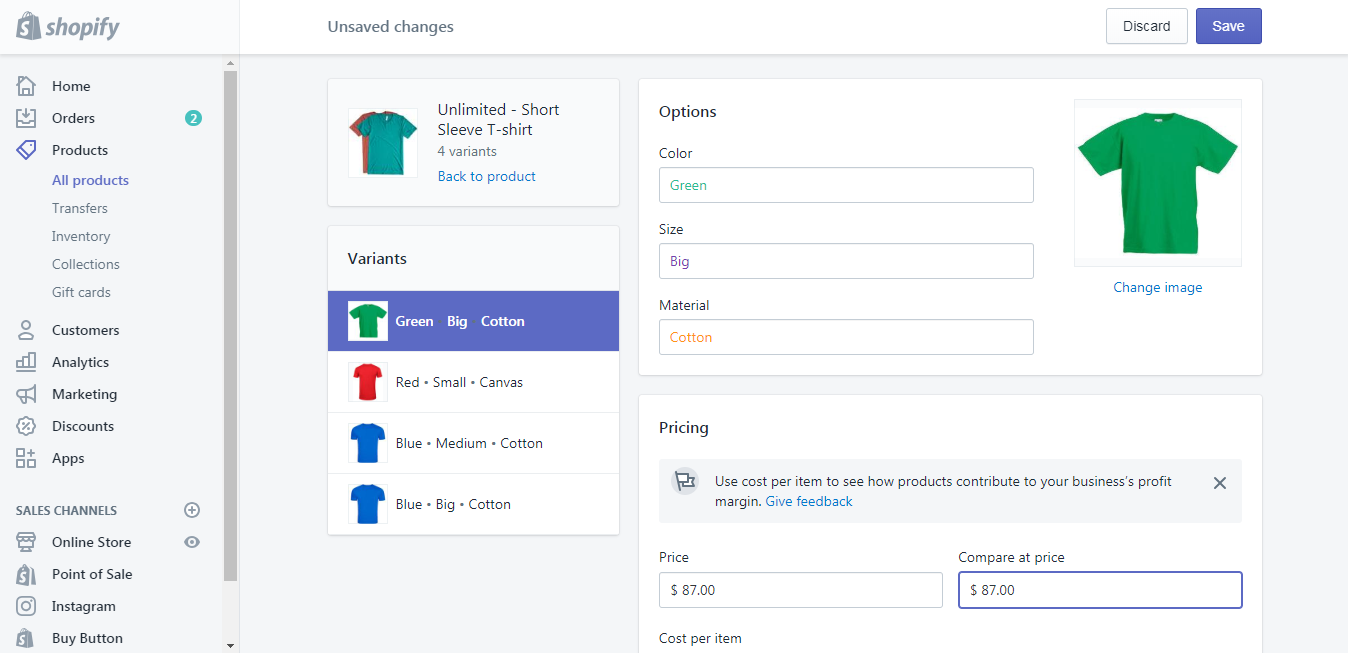 shopify
Unsaved changes
Discard
Save
Home
Orders
2
Products
All products
Transfers
Inventory
Collections
Gift cards
Customers
Analytics
Marketing
Discounts
Apps
SALES CHANNELS
Online Store
Point of Sale
Instagram
Buy Button
Unlimited - Short
Sleeve T-shirt
4 variants
Back to product
Variants
Green Big Cotton
Red • Small • Canvas
Blue • Medium • Cotton
Blue • Big • Cotton
Options
Color
Green
Size
Big
Material
Cotton
Change image
Pricing
Use cost per item to see how products contribute to your business's profit
margin. Give feedback
Price
$ 87.00
Compare at price
$ 87.00
Cost per item